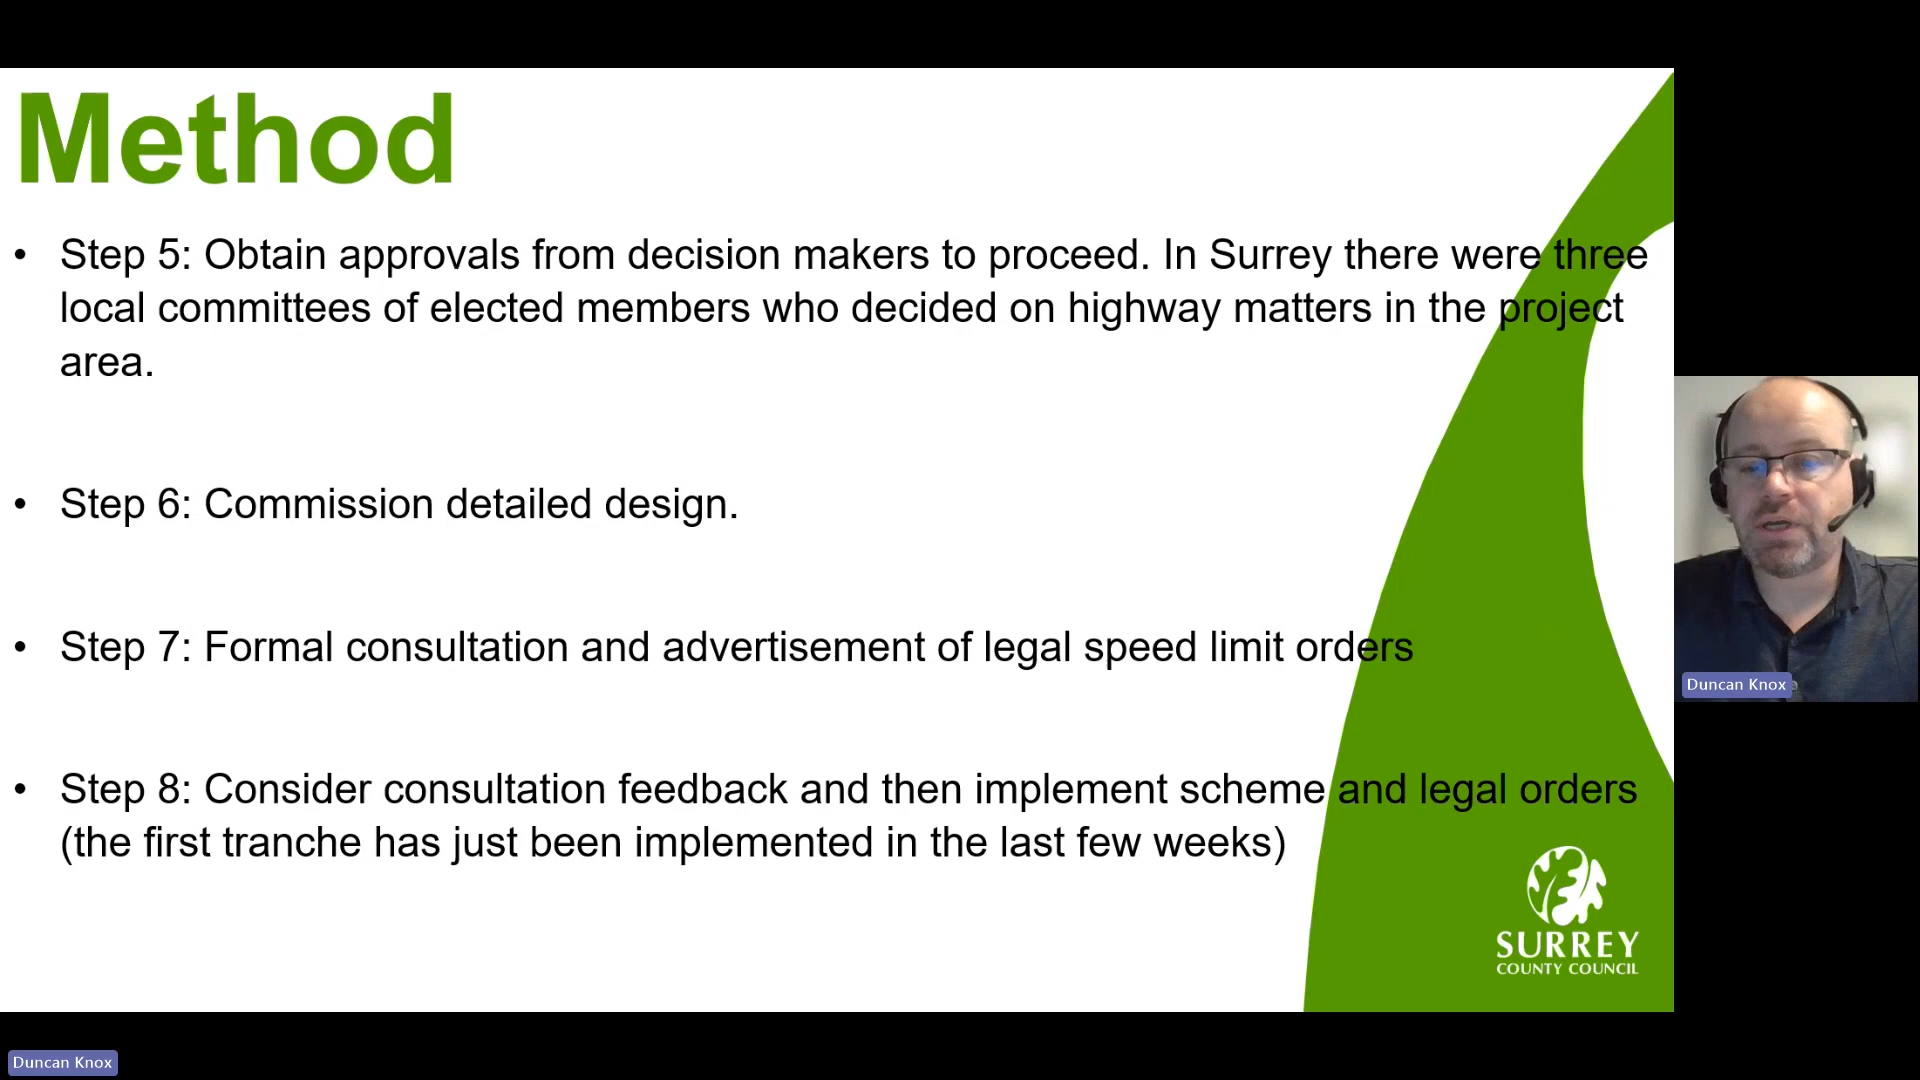 Method
• Step 5: Obtain approvals from decision makers to proceed. In Surrey there were three
local committees of elected members who decided on highway matters in the project
area.
• Step 6: Commission detailed design.
• Step 7: Formal consultation and advertisement of legal speed limit orders
• Step 8: Consider consultation feedback and then implement scheme and legal orders
(the first tranche has just been implemented in the last few weeks)
SURREY
COUNTY COUNCIL
Duncan Knox
Duncan Knox